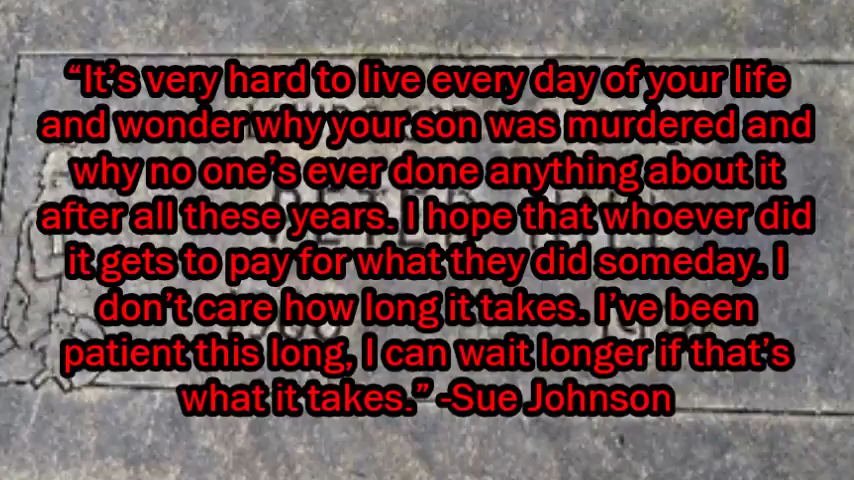 “It’s very hard to live every day of your life
and wonder why your son was murdered and
why no one’s ever done anything about it
after all these years. I hope that whoever did
it gets to pay for what they did someday. I
don’t care how long it takes. I’ve been
patient this long, I can wait longer if that’s
what it takes.” -Sue Johnson